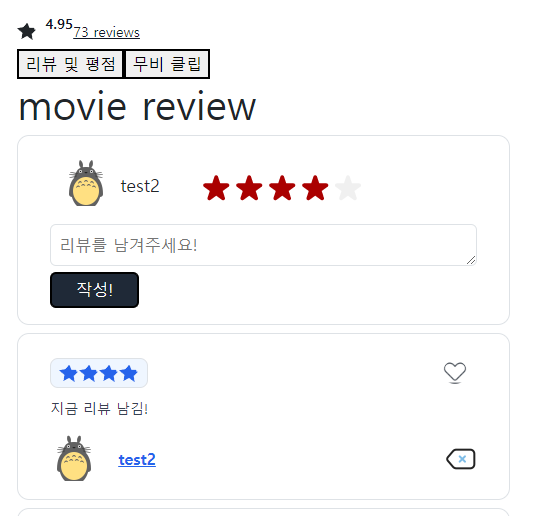 4.95 73 reviews
리뷰 및 평점 무비 클립
movie review
test2
리뷰를 남겨주세요!
작성!
지금 리뷰 남김!
test2